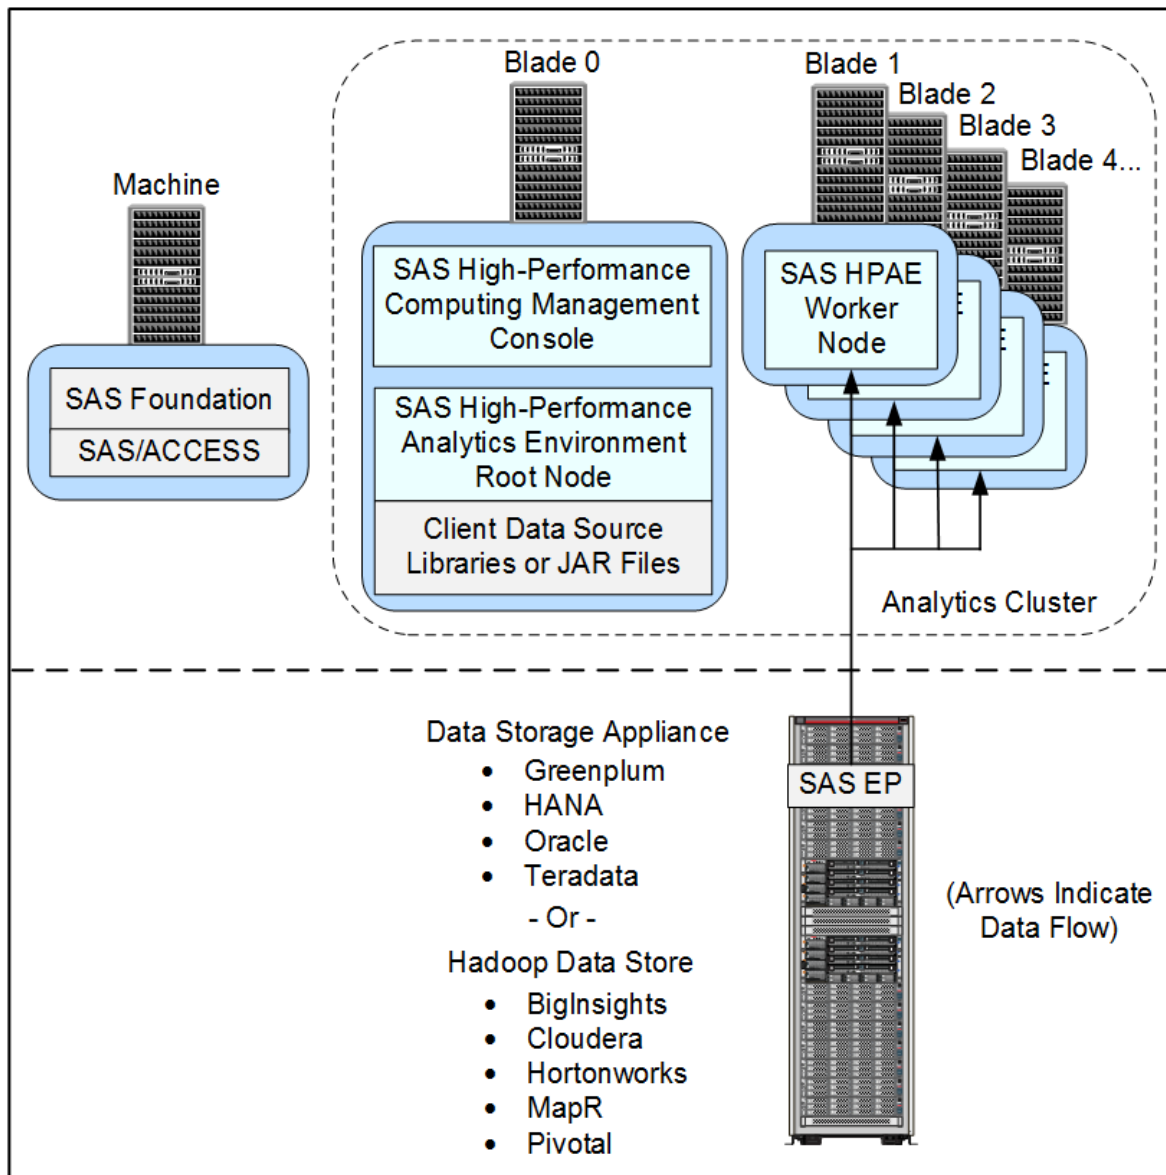 Blade 0
Blade 1
Blade 2
Blade 3
Blade 4...
Machine
SAS Foundation
SAS/ACCESS
SAS High-Performance
Computing Management
Console
SAS High-Performance
Analytics Environment
Root Node
Client Data Source
Libraries or JAR Files
SAS HPAE
Worker
Node
E
E
E
Analytics Cluster
Data Storage Appliance
• Greenplum
• HANA
• Oracle
• Teradata
- Or -
Hadoop Data Store
• BigInsights
• Cloudera
• Hortonworks
• MapR
• Pivotal
SAS EP
(Arrows Indicate
Data Flow)